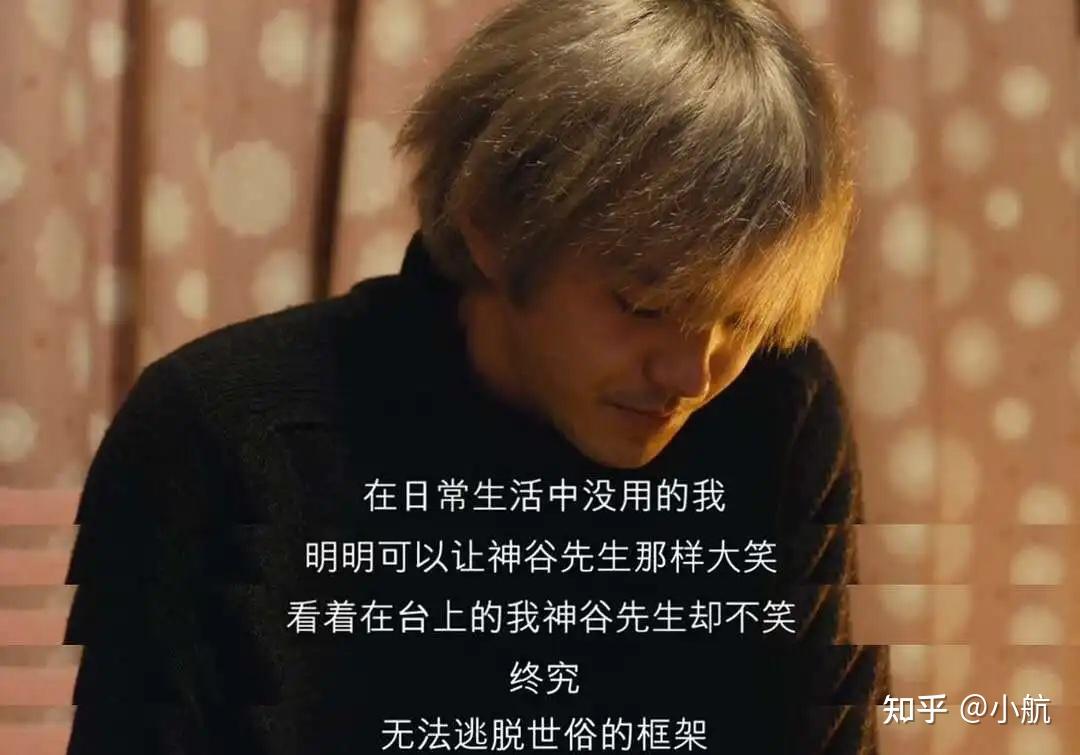 在日常生活中没用的我
明明可以让神谷先生那样大笑
看着在台上的我神谷先生却不笑
终究
无法逃脱世俗的框架
知乎 @小航